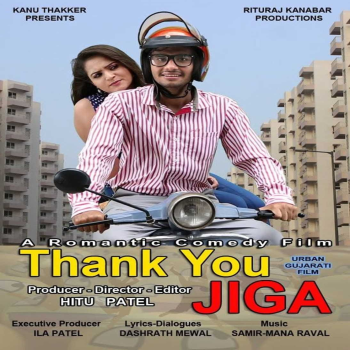 KANU THAKKER
PRESENTS
RITURAJ KANABAR
PRODUCTIONS
A Romantic Comedy Film
Thank You
JIGA
URBAN
GUJARATI
FILM
Producer - Director - Editor
HITU PATEL
Executive Producer
ILA PATEL
Lyrics-Dialogues
DASHRATH MEWAL
Music
SAMIR-MANA RAVAL